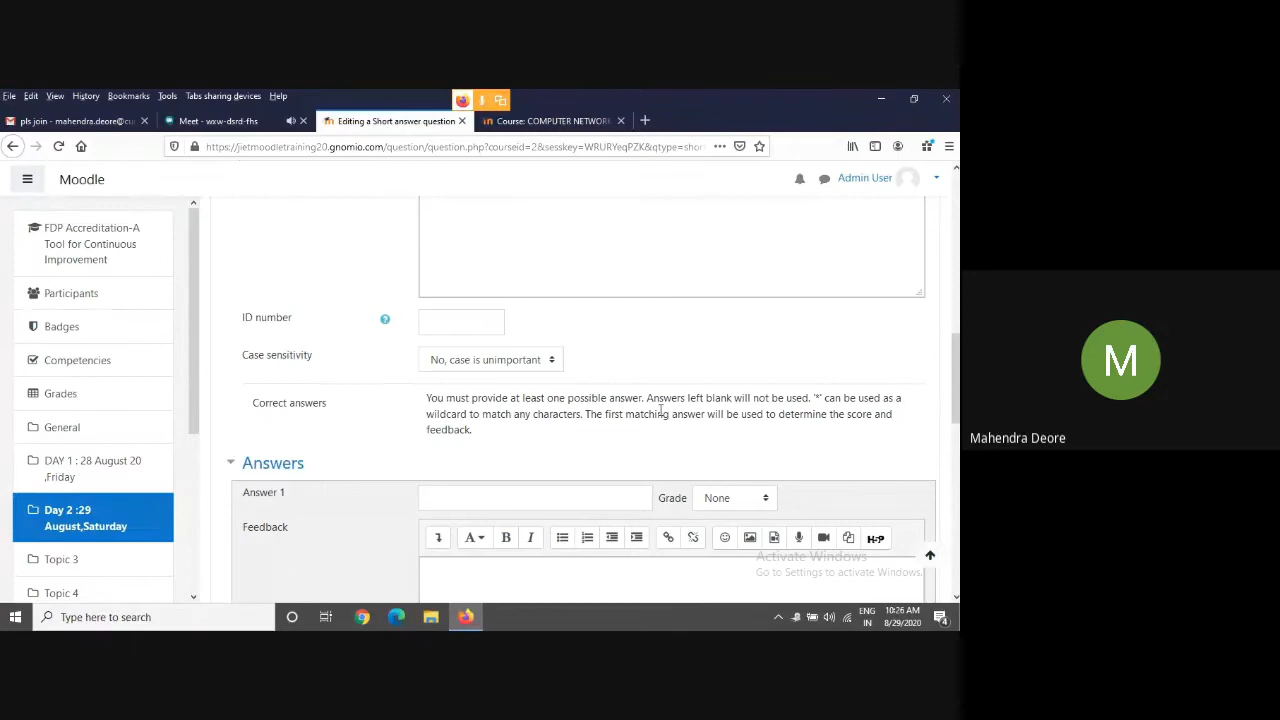 File Edit View History Bookmarks Tools Tabs sharing devices Help
pls join - mahendra.deore@cu
Meet - wxw-dsrd-fhs
Editing a Short answer question
Course: COMPUTER NETWOR
https://jietmoodletraining20.gnomio.com/question/question.php?courseid=2&sesskey=WRURYeqPZK&qtype=shor
Moodle
Admin User
FDP Accreditation-A
Tool for Continuous
Improvement
Participants
Badges
Competencies
Grades
General
DAY 1 : 28 August 20
,Friday
Day 2 :29
August,Saturday
Topic 3
Topic 4
ID number
Case sensitivity
No, case is unimportant
Correct answers
You must provide at least one possible answer. Answers left blank will not be used. '*' can be used as a
wildcard to match any characters. The first matching answer will be used to determine the score and
feedback.
Answers
Answer 1
Grade
None
Feedback
A B I
H-P
Activate Windows
Go to Settings to activate Windows.
Type here to search
ENG
IN
10:26 AM
8/29/2020
4
M
Mahendra Deore